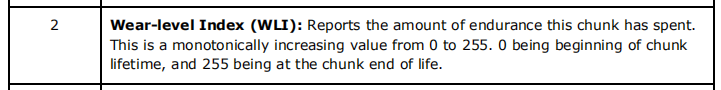 2
Wear-level Index (WLI): Reports the amount of endurance this chunk has spent.
This is a monotonically increasing value from 0 to 255. 0 being beginning of chunk
lifetime, and 255 being at the chunk end of life.